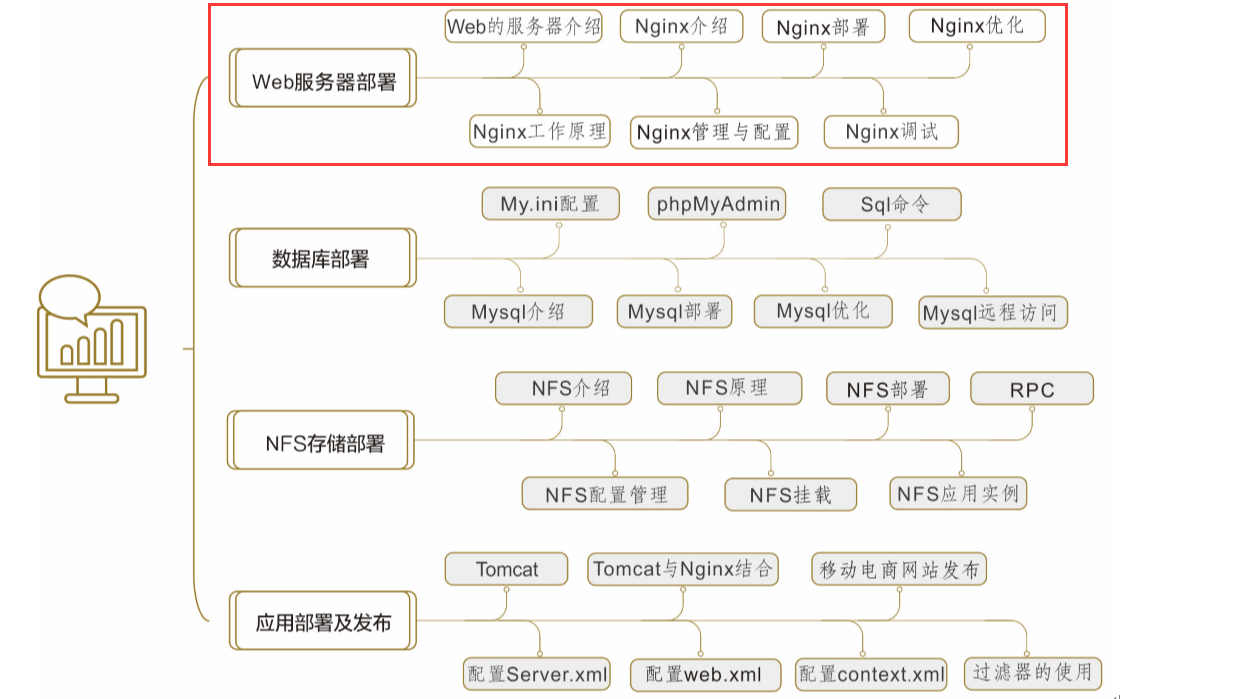 Web的服务器介绍
Nginx介绍
Nginx部署
Nginx优化
Web服务器部署
Nginx工作原理
Nginx管理与配置
Nginx调试
My.ini配置
phpMyAdmin
Sql命令
数据库部署
Mysql介绍
Mysql部署
Mysql优化
Mysql远程访问
NFS介绍
NFS原理
NFS部署
RPC
NFS存储部署
NFS配置管理
NFS挂载
NFS应用实例
Tomcat
Tomcat与Nginx结合
移动电商网站发布
应用部署及发布
配置Server.xml
配置web.xml
配置context.xml
过滤器的使用